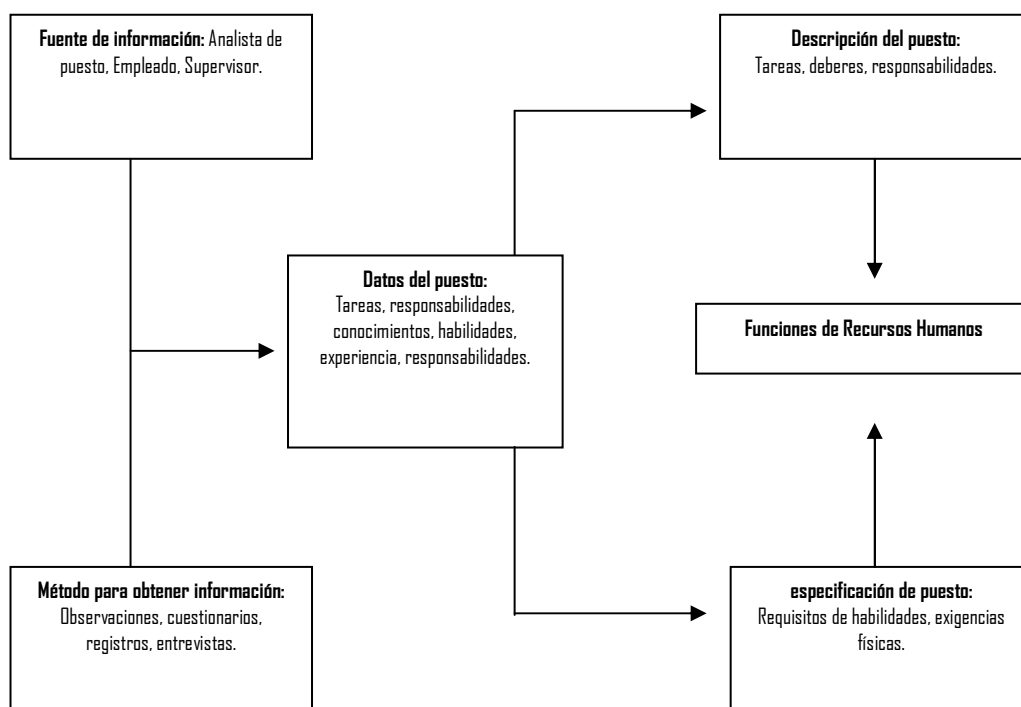 Fuente de información: Analista de
puesto, Empleado, Supervisor.
Descripción del puesto:
Tareas, deberes, responsabilidades.
Datos del puesto:
Tareas, responsabilidades,
conocimientos, habilidades,
experiencia, responsabilidades.
Funciones de Recursos Humanos
Método para obtener información:
Observaciones, cuestionarios,
registros, entrevistas.
especificación de puesto:
Requisitos de habilidades, exigencias
físicas.